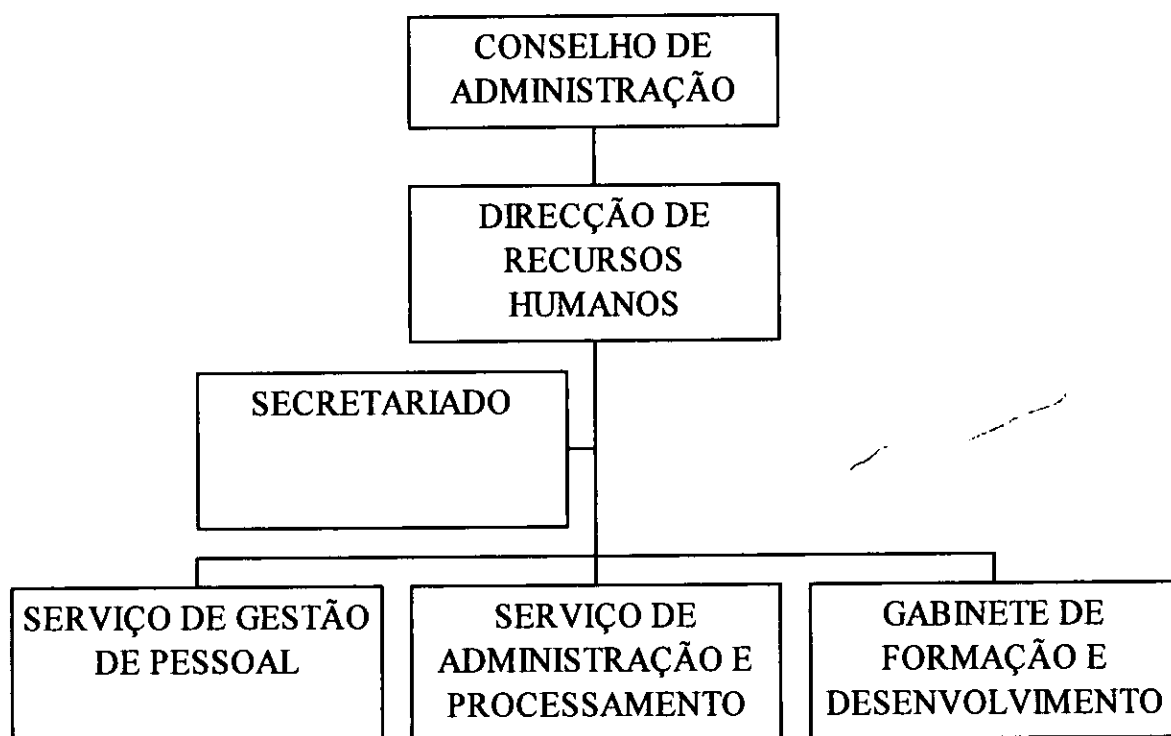 CONSELHO DE
ADMINISTRAÇÃO
DIRECÇÃO DE
RECURSOS
HUMANOS
SECRETARIADO
SERVIÇO DE GESTÃO
DE PESSOAL
SERVIÇO DE
ADMINISTRAÇÃO E
PROCESSAMENTO
GABINETE DE
FORMAÇÃO E
DESENVOLVIMENTO